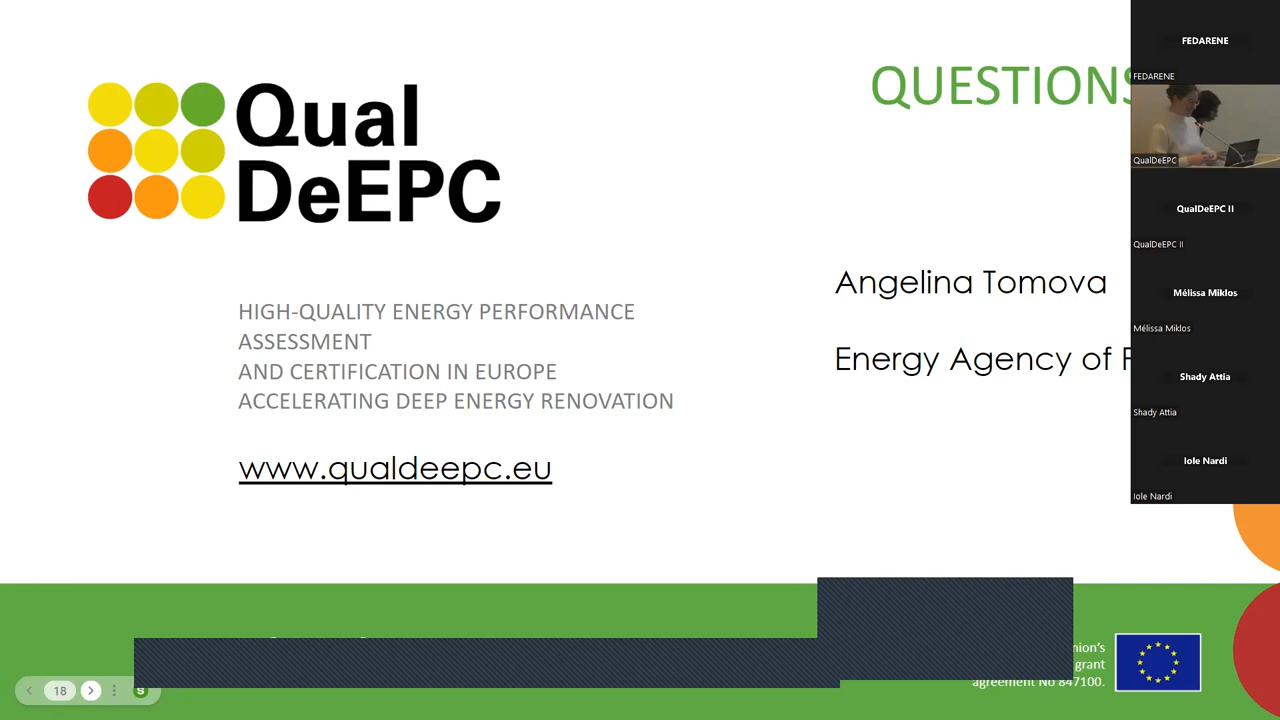 QUESTIONS
Qual
DeEPC
HIGH-QUALITY ENERGY PERFORMANCE
ASSESSMENT
AND CERTIFICATION IN EUROPE
ACCELERATING DEEP ENERGY RENOVATION
www.qualdeepc.eu
Angelina Tomova
Energy Agency of
FEDARENE
FEDARENE
QualDeEPC
QualDeEPC II
QualDeEPC II
Mélissa Miklos
Mélissa Miklos
Shady Attia
Shady Attia
Iole Nardi
Iole Nardi
grant
agreement No 847100.
18
S